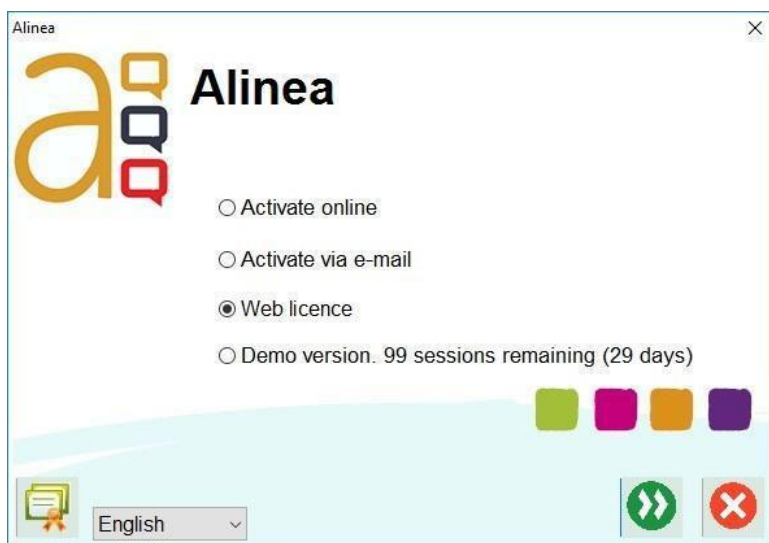 Alinea
Alinea
Activate online
Activate via e-mail
Web licence
Demo version. 99 sessions remaining (29 days)
English